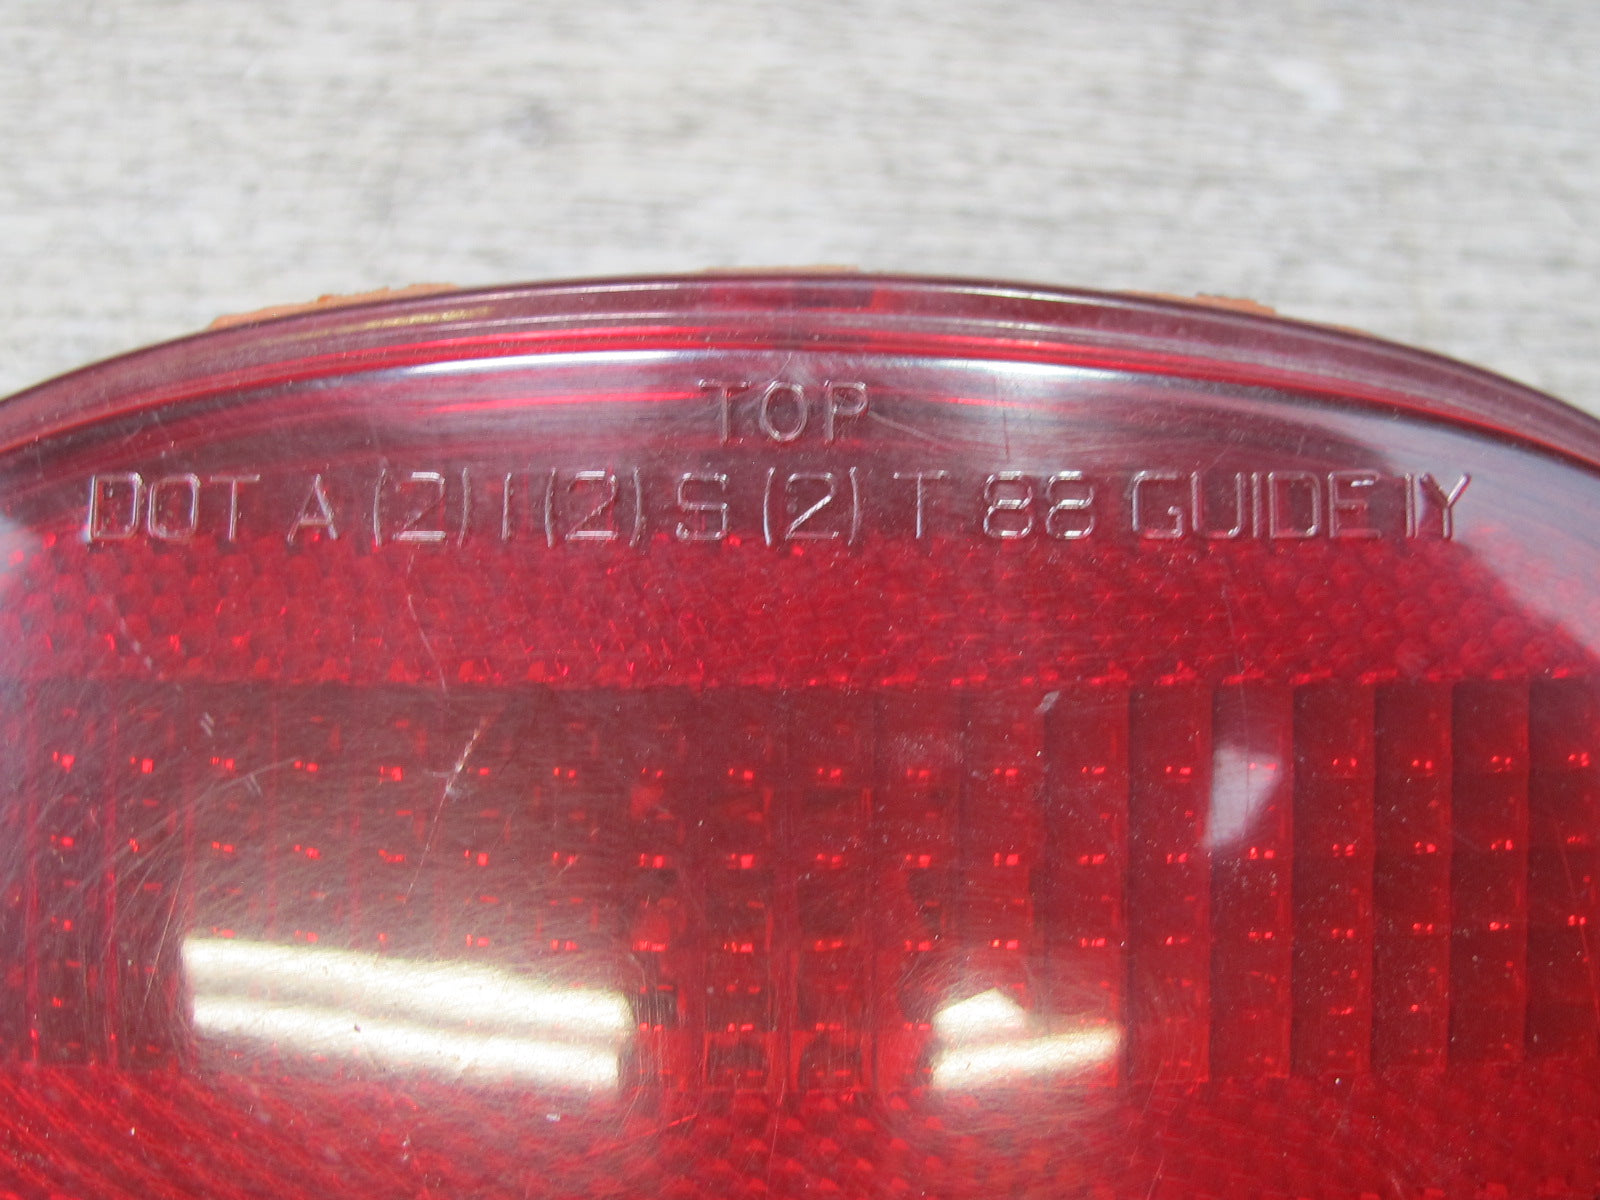 TOP
DOT A (2) I (2) S (2) T 88 GUIDE 1Y